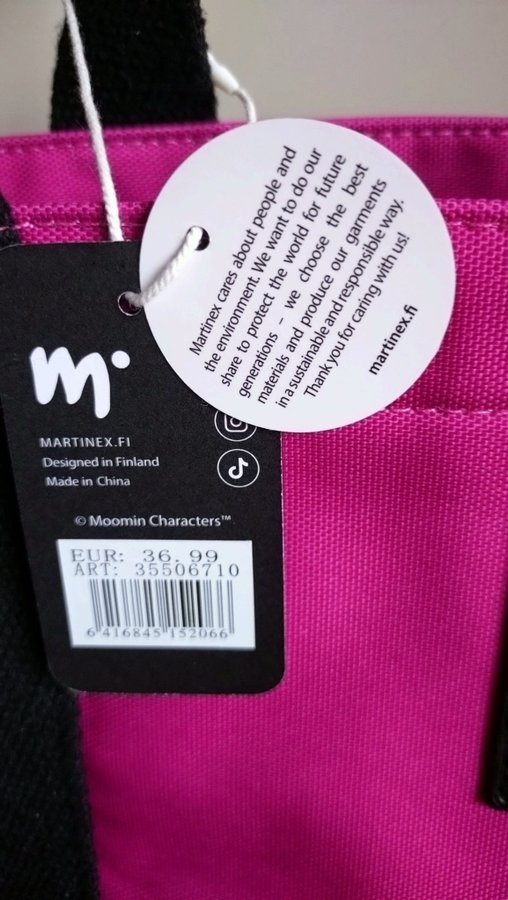 Martinex cares about people and
the environment. We want to do our
share to protect the world for future
generations - we choose the best
materials and produce our garments
in a sustainable and responsible way.
Thank you for caring with us!
martinex.fi
m
MARTINEX.FI
Designed in Finland
Made in China
© Moomin Characters™
EUR: 36.99
ART: 35506710
6 416845 152066